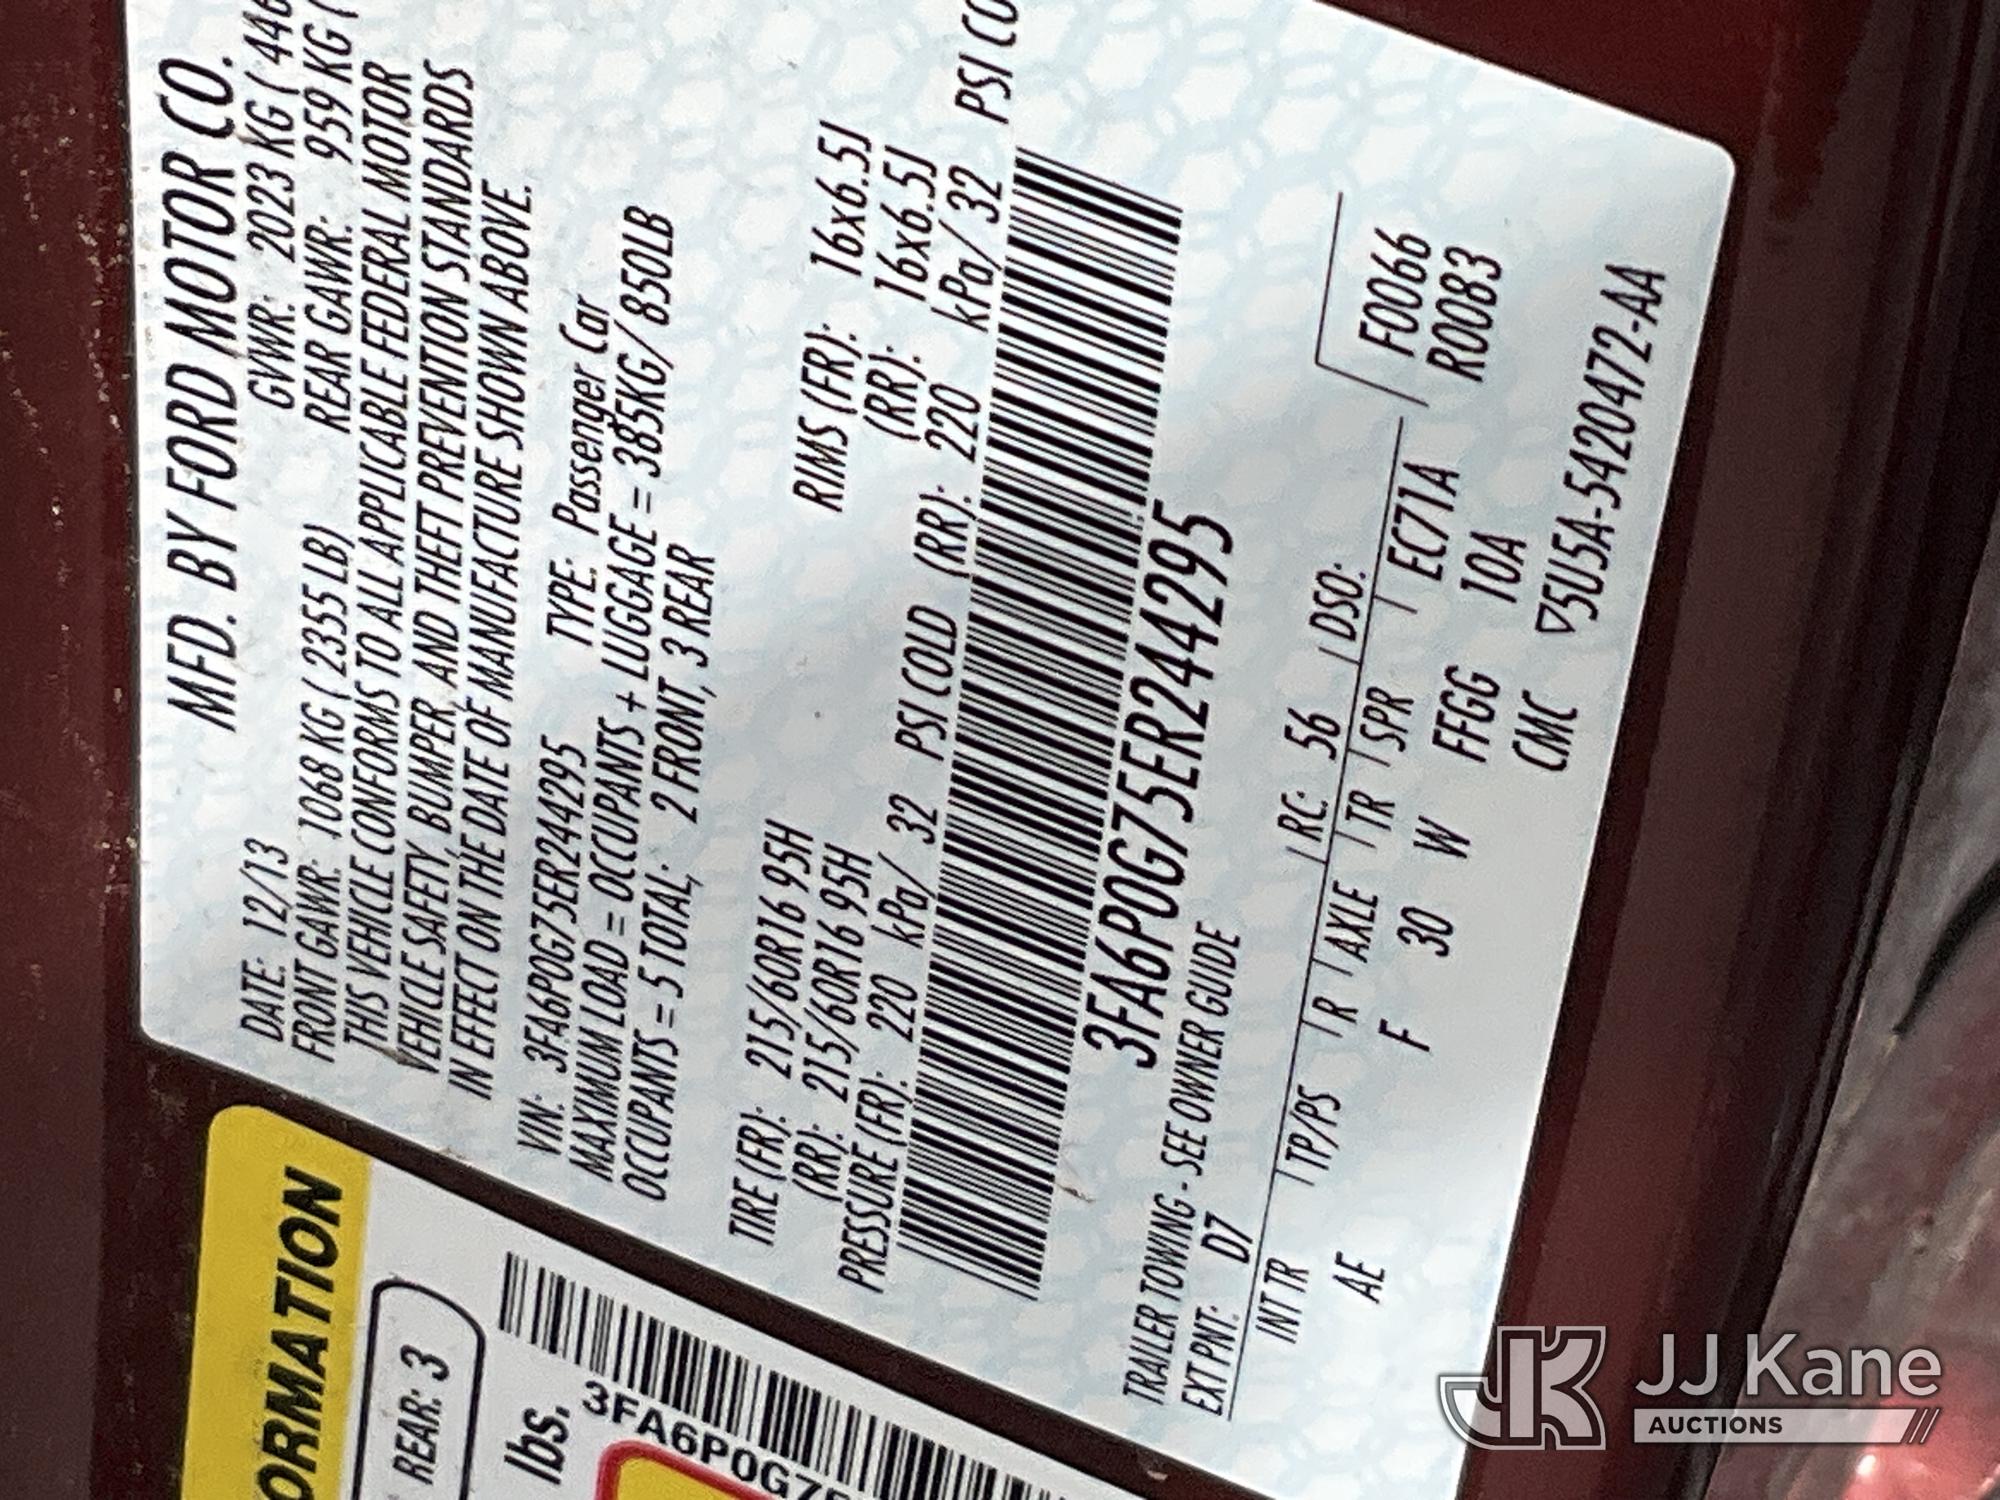 MFD. BY FORD MOTOR CO.
DATE: 12/13 GVWR: 2023 KG (
FRONT GAWR: 1068 KG ( 2355 LB) REAR GAWR: 959 KG (
THIS VEHICLE CONFORMS TO ALL APPLICABLE FEDERAL MOTOR
VEHICLE SAFETY, BUMPER, AND THEFT PREVENTION STANDARDS
IN EFFECT ON THE DATE OF MANUFACTURE SHOWN ABOVE.
VIN: 3FA6P0G75ER244295 TYPE: Passenger Car
MAXIMUM LOAD = OCCUPANTS + LUGGAGE = 385KG/ 850LB
OCCUPANTS = 5 TOTAL; 2 FRONT, 3 REAR
TIRE (FR): 215/60R16 95H RIMS (FR): 16x6.5J
(RR): 215/60R16 95H (RR): 16x6.5J
PRESSURE (FR): 220 kPa/ 32 PSI COLD (RR): 220 kPa/ 32 PSI CO
3FA6P0G75ER244295
TRAILER TOWING - SEE OWNER GUIDE
EXT PNT: D7 RC: 56 DSO:
INT TR TP/PS R AXLE TR SPR F0066
AE F 30 W EC71A R0083
FFGG 10A
CMC ▽5U5A-5420472-AA
ORMATION
REAR: 3
lbs.
3FA6P0G75
JK JJ Kane
AUCTIONS